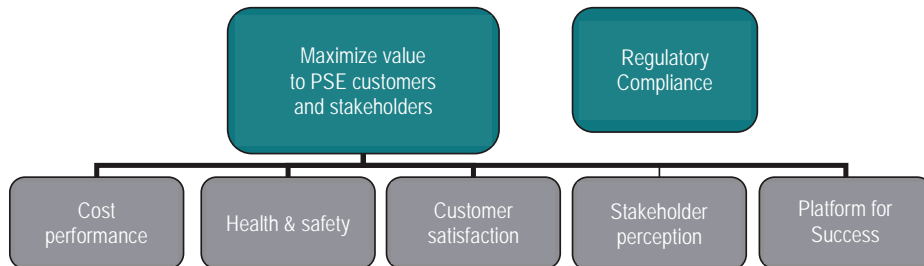 Maximize value
to PSE customers
and stakeholders
Regulatory
Compliance
Cost
performance
Health & safety
Customer
satisfaction
Stakeholder
perception
Platform for
Success